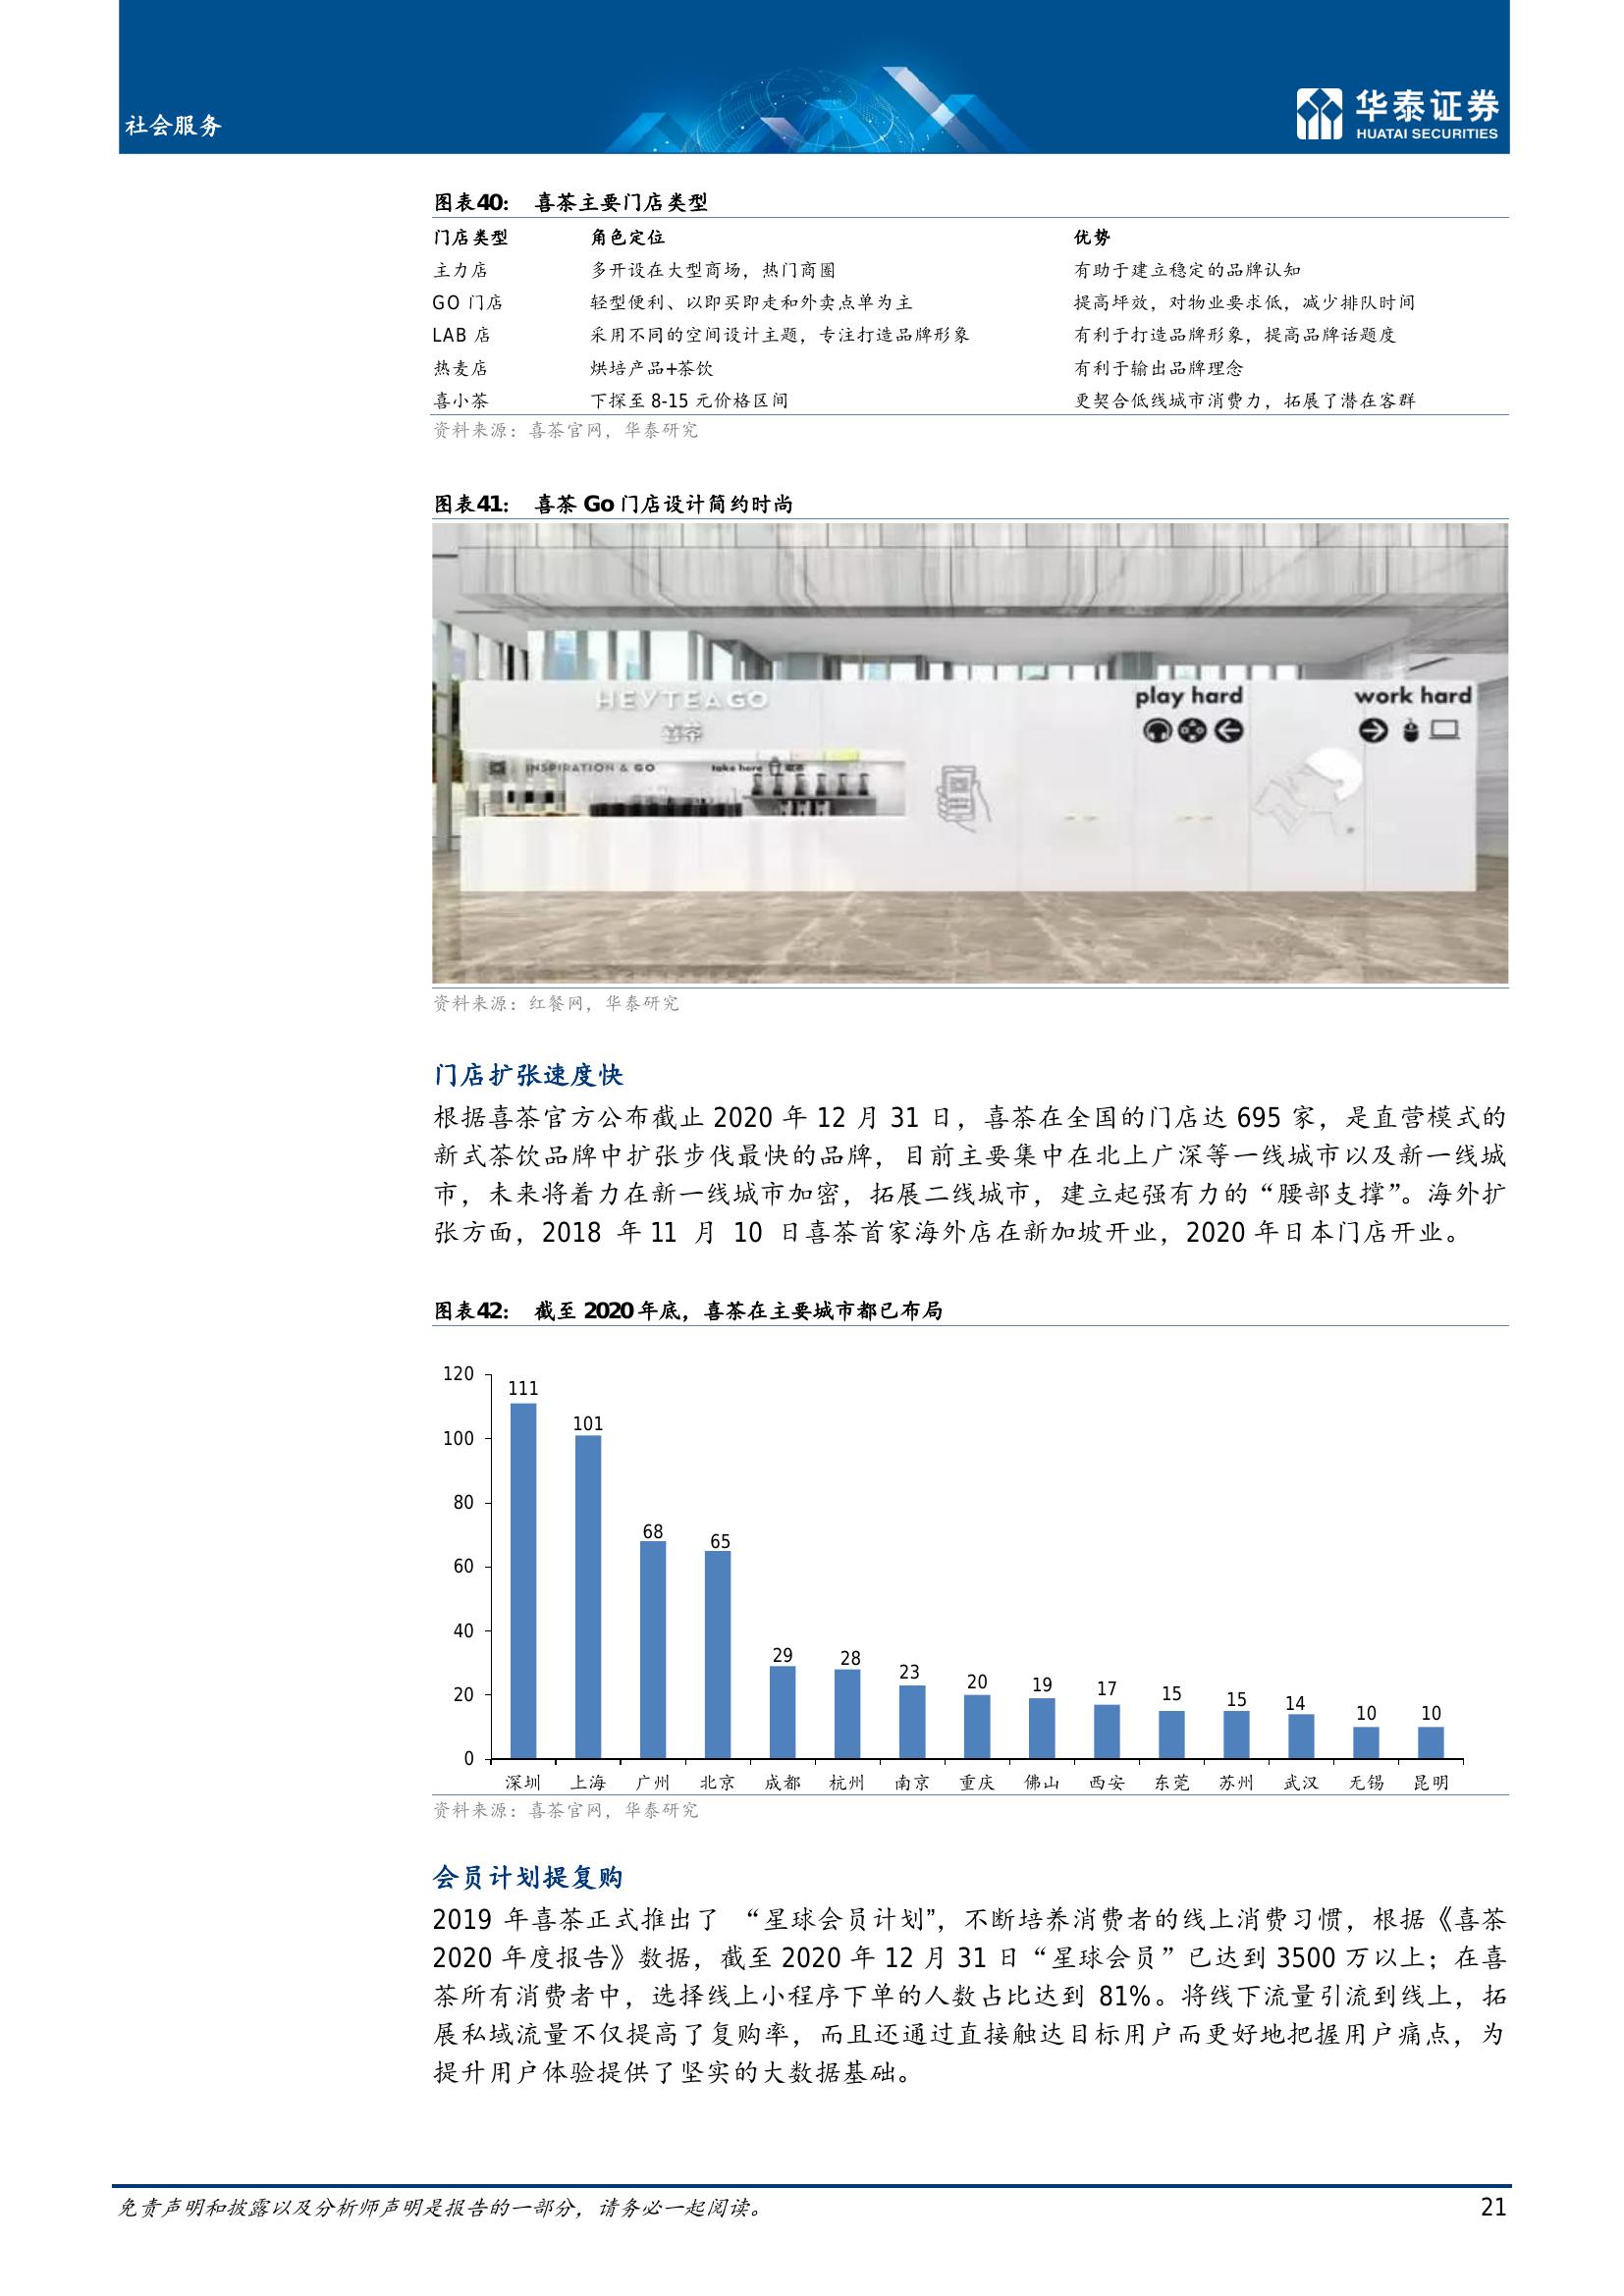 社会服务
华泰证券
HUATAI SECURITIES
图表40： 喜茶主要门店类型
门店类型 角色定位 优势
主力店 多开设在大型商场，热门商圈 有助于建立稳定的品牌认知
GO 门店 轻型便利、以即买即走和外卖点单为主 提高坪效，对物业要求低，减少排队时间
LAB 店 采用不同的空间设计主题，专注打造品牌形象 有利于打造品牌形象，提高品牌话题度
热麦店 烘培产品+茶饮 有利于输出品牌理念
喜小茶 下探至 8-15 元价格区间 更契合低线城市消费力，拓展了潜在客群
资料来源：喜茶官网，华泰研究
图表41： 喜茶 Go 门店设计简约时尚
HEYTEA GO
喜茶
play hard work hard
INSPIRATION & GO take here
资料来源：红餐网，华泰研究
门店扩张速度快
根据喜茶官方公布截止 2020 年 12 月 31 日，喜茶在全国的门店达 695 家，是直营模式的
新式茶饮品牌中扩张步伐最快的品牌，目前主要集中在北上广深等一线城市以及新一线城
市，未来将着力在新一线城市加密，拓展二线城市，建立起强有力的“腰部支撑”。海外扩
张方面，2018 年 11 月 10 日喜茶首家海外店在新加坡开业，2020 年日本门店开业。
图表42： 截至 2020 年底，喜茶在主要城市都已布局
120
100
80
60
40
20
0
111 101 68 65 29 28 23 20 19 17 15 15 14 10 10
深圳 上海 广州 北京 成都 杭州 南京 重庆 佛山 西安 东莞 苏州 武汉 无锡 昆明
资料来源：喜茶官网，华泰研究
会员计划提复购
2019 年喜茶正式推出了 “星球会员计划”，不断培养消费者的线上消费习惯，根据《喜茶
2020 年度报告》数据，截至 2020 年 12 月 31 日“星球会员”已达到 3500 万以上；在喜
茶所有消费者中，选择线上小程序下单的人数占比达到 81%。将线下流量引流到线上，拓
展私域流量不仅提高了复购率，而且还通过直接触达目标用户而更好地把握用户痛点，为
提升用户体验提供了坚实的大数据基础。
免责声明和披露以及分析师声明是报告的一部分，请务必一起阅读。 21